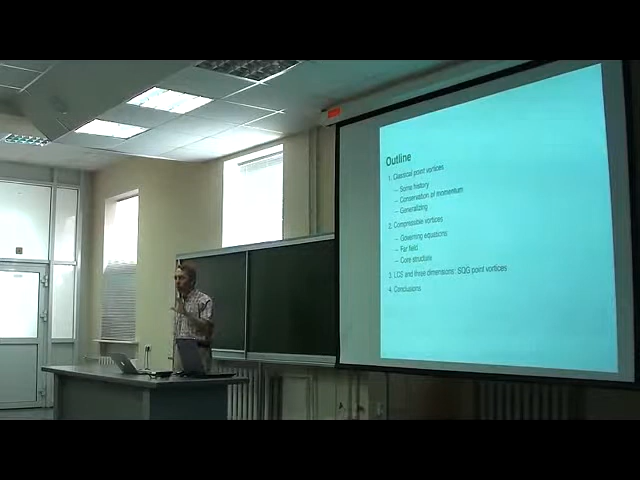 Outline
1. Classical point vortices
– Some history
– Conservation of momentum
– Generalizing
2. Compressible vortices
– Governing equations
– Far field
– Core structure
3. LCS and three dimensions: SQG point vortices
4. Conclusions